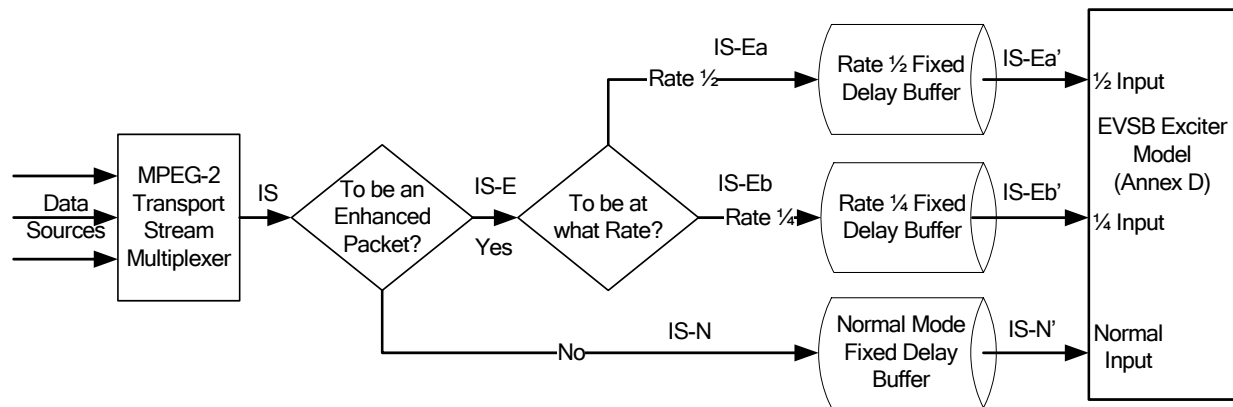 Data
Sources
MPEG-2
Transport
Stream
Multiplexer
IS
To be an
Enhanced
Packet?
IS-E
Yes
To be at
what Rate?
IS-Ea
Rate ½
Rate ½ Fixed
Delay Buffer
IS-Ea’
½ Input
IS-Eb
Rate ¼
Rate ¼ Fixed
Delay Buffer
IS-Eb’
¼ Input
No
IS-N
Normal Mode
Fixed Delay
Buffer
IS-N’
Normal
Input
EVSB Exciter
Model
(Annex D)